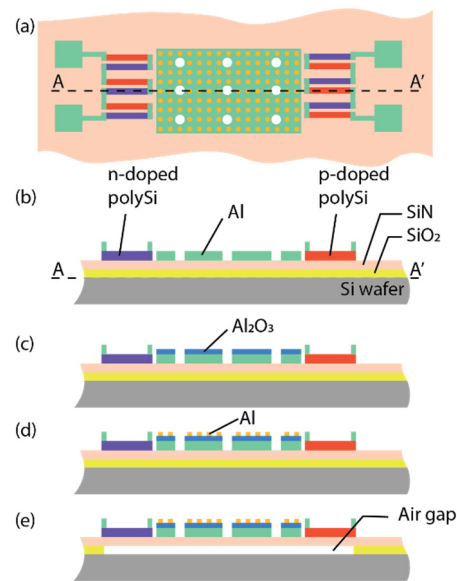 (a)
A
A'
n-doped
polySi
p-doped
polySi
(b)
Al
SiN
SiO₂
A
A'
Si wafer
(c)
Al₂O₃
(d)
Al
(e)
Air gap